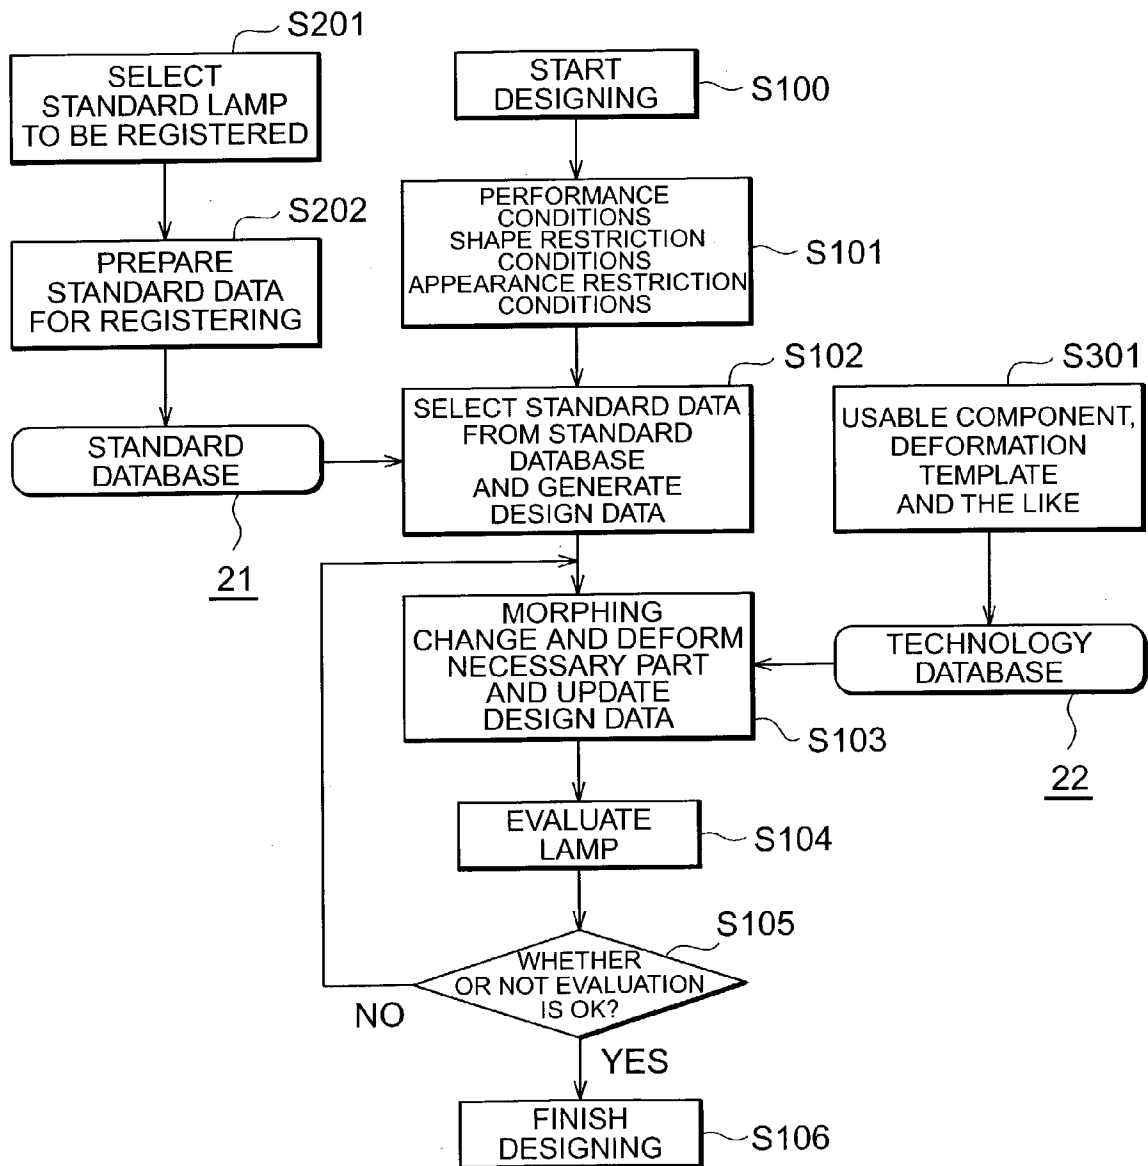 S201
SELECT
STANDARD LAMP
TO BE REGISTERED
START
DESIGNING
S100
S202
PREPARE
STANDARD DATA
FOR REGISTERING
PERFORMANCE
CONDITIONS
SHAPE RESTRICTION
CONDITIONS
APPEARANCE RESTRICTION
CONDITIONS
S101
STANDARD
DATABASE
21
S102
SELECT STANDARD DATA
FROM STANDARD
DATABASE
AND GENERATE
DESIGN DATA
S301
USABLE COMPONENT,
DEFORMATION
TEMPLATE
AND THE LIKE
MORPHING
CHANGE AND DEFORM
NECESSARY PART
AND UPDATE
DESIGN DATA
S103
TECHNOLOGY
DATABASE
22
EVALUATE
LAMP
S104
S105
WHETHER
OR NOT EVALUATION
IS OK?
NO
YES
FINISH
DESIGNING
S106